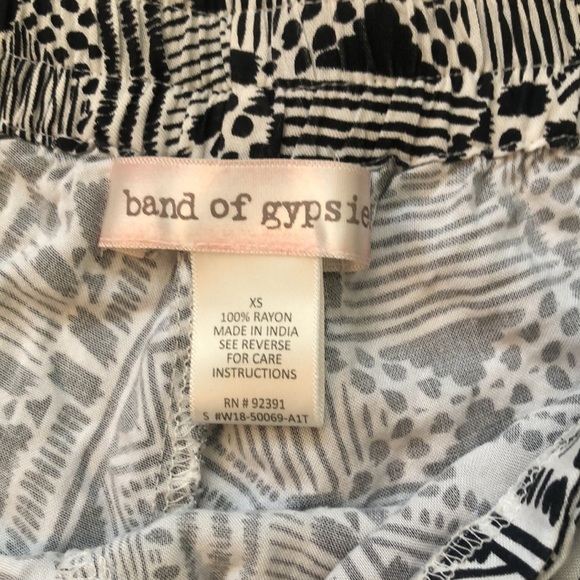 band of gypsie
XS
100% RAYON
MADE IN INDIA
SEE REVERSE
FOR CARE
INSTRUCTIONS
RN # 92391
S #W18-50069-A1T